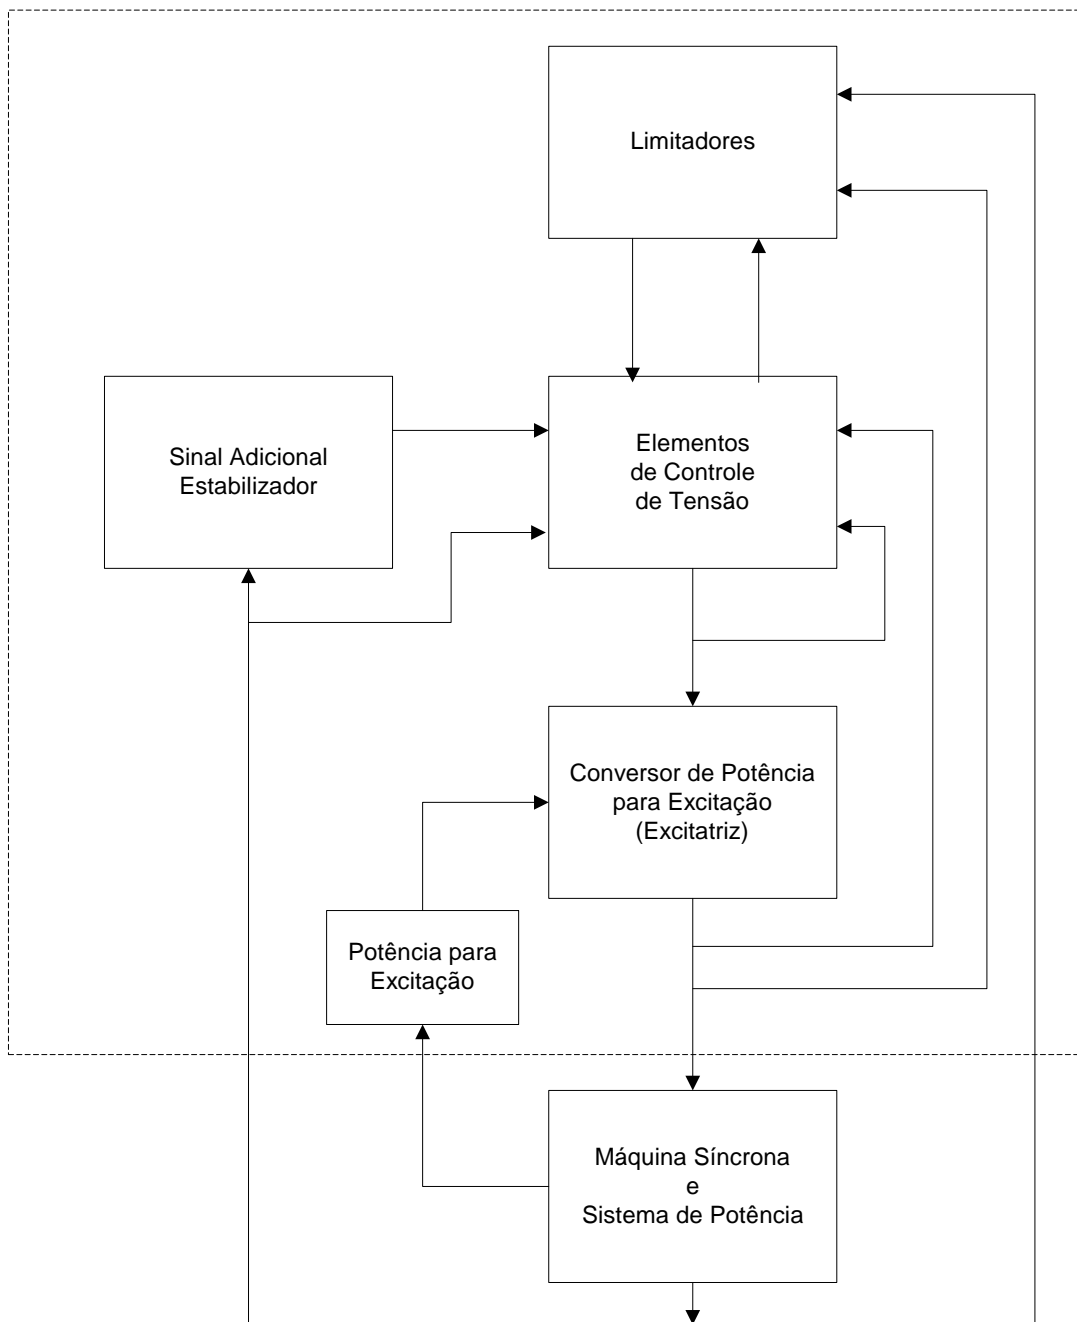 Limitadores
Sinal Adicional
Estabilizador
Elementos
de Controle
de Tensão
Conversor de Potência
para Excitação
(Excitatriz)
Potência para
Excitação
Máquina Síncrona
e
Sistema de Potência